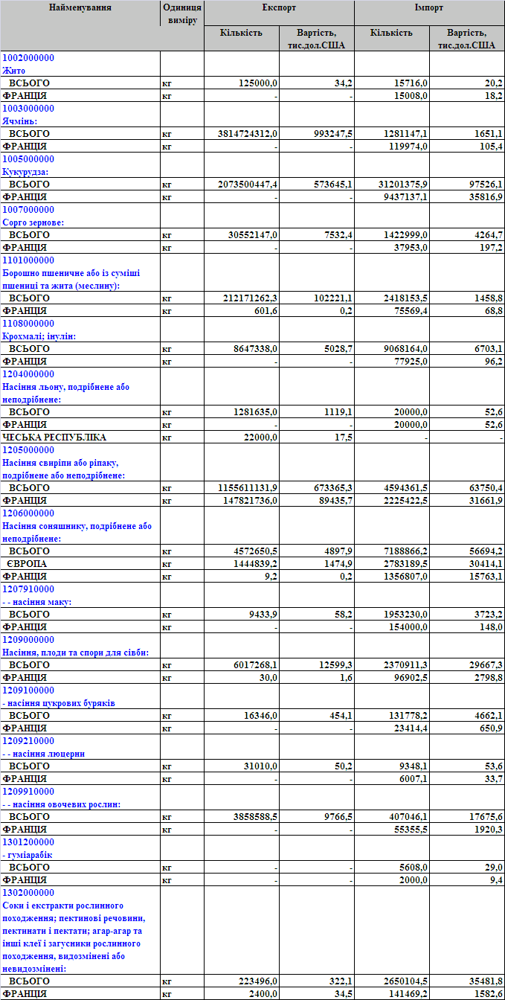 Найменування Одиниця виміру Експорт Імпорт
Кількість Вартість, тис.дол.США Кількість Вартість, тис.дол.США
1002000000
Жито
ВСЬОГО кг 125000,0 34,2 15716,0 20,2
ФРАНЦІЯ кг - - 15008,0 18,2
1003000000
Ячмінь:
ВСЬОГО кг 3814724312,0 993247,5 1281147,1 1651,1
ФРАНЦІЯ кг - - 119974,0 105,4
1005000000
Кукурудза:
ВСЬОГО кг 2073500447,4 573645,1 31201375,9 97526,1
ФРАНЦІЯ кг - - 9437137,1 35816,9
1007000000
Сорго зернове:
ВСЬОГО кг 30552147,0 7532,4 1422999,0 4264,7
ФРАНЦІЯ кг - - 37953,0 197,2
1101000000
Борошно пшеничне або із суміші
пшениці та жита (меслину):
ВСЬОГО кг 212171262,3 102221,1 2418153,5 1458,8
ФРАНЦІЯ кг 601,6 0,2 75569,4 68,8
1108000000
Крохмалі; інулін:
ВСЬОГО кг 8647338,0 5028,7 9068164,0 6703,1
ФРАНЦІЯ кг - - 77925,0 96,2
1204000000
Насіння льону, подрібнене або
неподрібнене:
ВСЬОГО кг 1281635,0 1119,1 20000,0 52,6
ФРАНЦІЯ кг - - 20000,0 52,6
ЧЕСЬКА РЕСПУБЛІКА кг 22000,0 17,5 - -
1205000000
Насіння свиріпи або ріпаку,
подрібнене або неподрібнене:
ВСЬОГО кг 1155611131,9 673365,3 4594361,5 63750,4
ФРАНЦІЯ кг 147821736,0 89435,7 2225422,5 31661,9
1206000000
Насіння соняшнику, подрібнене або
неподрібнене:
ВСЬОГО кг 4572650,5 4897,9 7188866,2 56694,2
ЄВРОПА кг 1444839,2 1474,9 2783189,5 30414,1
ФРАНЦІЯ кг 9,2 0,2 1356807,0 15763,1
1207910000
- - насіння маку:
ВСЬОГО кг 9433,9 58,2 1953230,0 3723,2
ФРАНЦІЯ кг - - 154000,0 148,0
1209000000
Насіння, плоди та спори для сівби:
ВСЬОГО кг 6017268,1 12599,3 2370911,3 29667,3
ФРАНЦІЯ кг 30,0 1,6 96902,5 2798,8
1209100000
- насіння цукрових буряків
ВСЬОГО кг 16346,0 454,1 131778,2 4662,1
ФРАНЦІЯ кг - - 23414,4 650,9
1209210000
- - насіння люцерни
ВСЬОГО кг 31010,0 50,2 9348,1 53,6
ФРАНЦІЯ кг - - 6007,1 33,7
1209910000
- - насіння овочевих рослин:
ВСЬОГО кг 3858588,5 9766,5 407046,1 17675,6
ФРАНЦІЯ кг - - 55355,5 1920,3
1301200000
- гуміарабік
ВСЬОГО кг - - 5608,0 29,0
ФРАНЦІЯ кг - - 2000,0 9,4
1302000000
Соки і екстракти рослинного
походження; пектинові речовини,
пектинати і пектати; агар-агар та
інші клеї і загусники рослинного
походження, видозмінені або
невидозмінені:
ВСЬОГО кг 223496,0 322,1 2650104,5 35481,8
ФРАНЦІЯ кг 2400,0 34,5 141469,2 1582,6